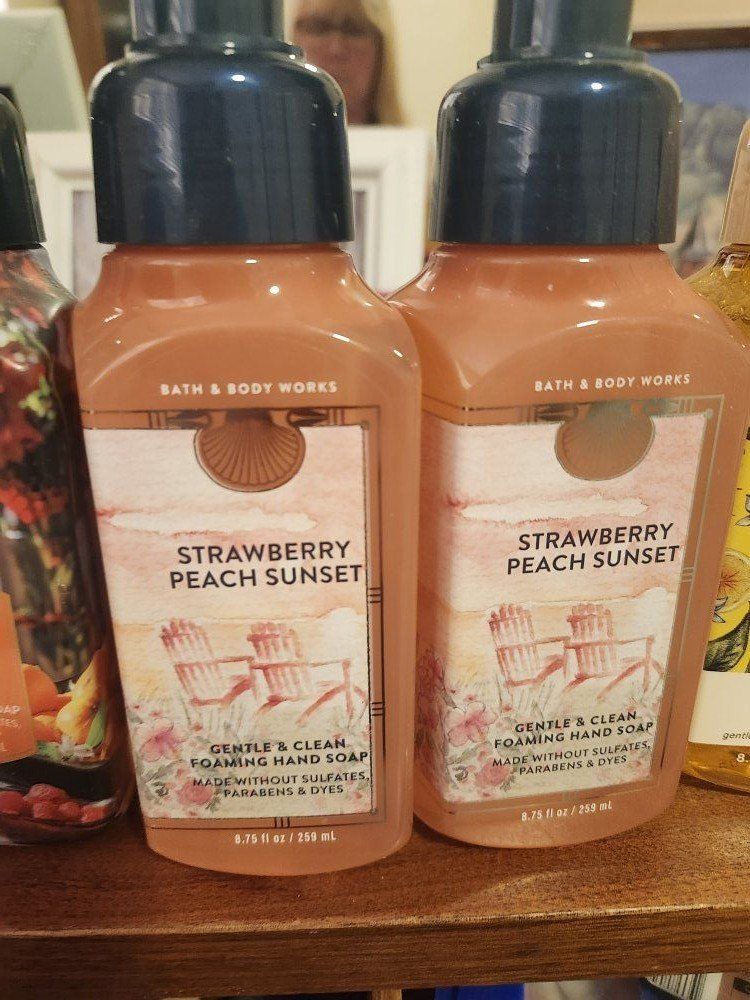 BATH & BODY WORKS
STRAWBERRY
PEACH SUNSET
GENTLE & CLEAN
FOAMING HAND SOAP
MADE WITHOUT SULFATES,
PARABENS & DYES
8.75 fl oz / 259 mL
BATH & BODY WORKS
STRAWBERRY
PEACH SUNSET
GENTLE & CLEAN
FOAMING HAND SOAP
MADE WITHOUT SULFATES,
PARABENS & DYES
8.75 fl oz / 259 mL